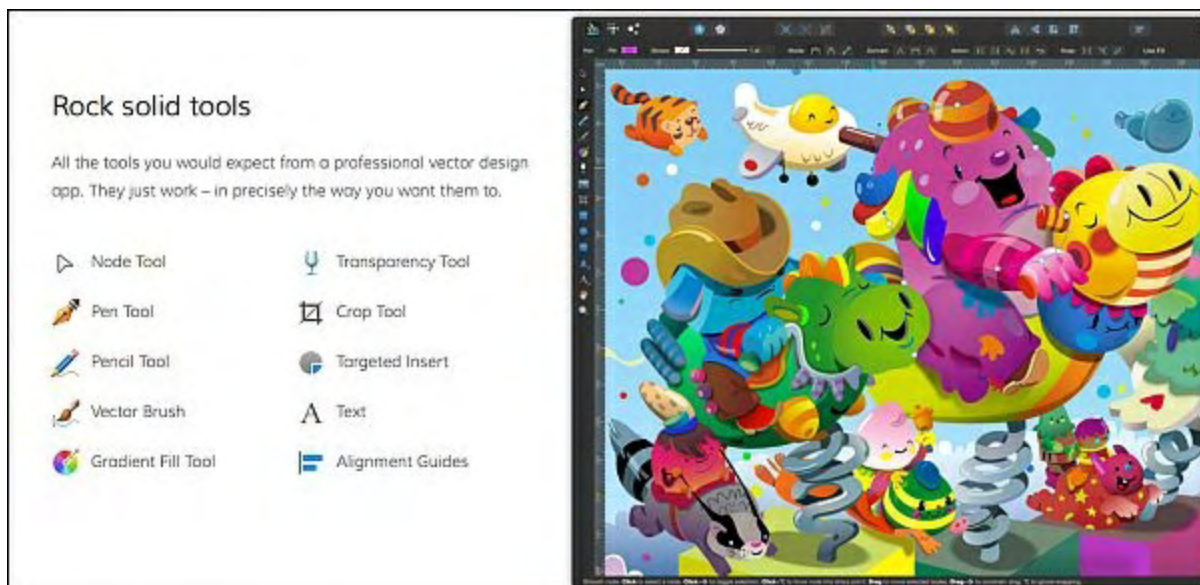 Rock solid tools
All the tools you would expect from a professional vector design
app. They just work – in precisely the way you want them to.
Node Tool
Transparency Tool
Pen Tool
Crop Tool
Pencil Tool
Targeted Insert
Vector Brush
Text
Gradient Fill Tool
Alignment Guides